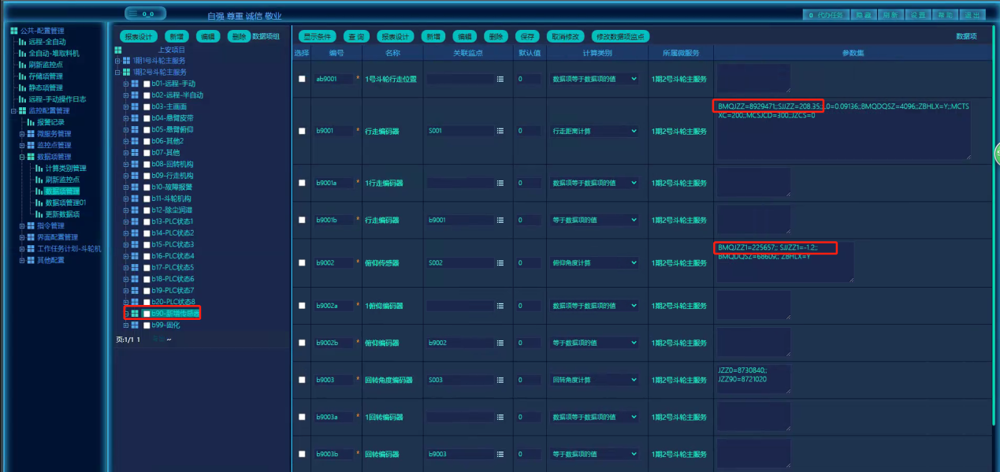 0_0
自强 尊重 诚信 敬业
0 代办任务 隐藏 刷新 设置 帮助 退出
公共-配置管理
远程-全自动
全自动-堆取料机
刷新监控点
存储项管理
静态项管理
远程-手动操作日志
监控配置管理
报警记录
微服务管理
监控点管理
数据项管理
计算类别管理
刷新监控点
数据项管理
数据项管理01
更新数据项
指令管理
界面配置管理
工作任务计划-斗轮机
其他配置
报表设计 新增 编辑 删除 数据项组
上安项目
1期1号斗轮主服务
1期2号斗轮主服务
b01-远程-手动
b02-远程-半自动
b03-主画面
b04-悬臂皮带
b05-悬臂俯仰
b06-其他2
b07-其他
b08-回转机构
b09-行走机构
b10-故障报警
b11-斗轮机构
b12-除尘润滑
b13-PLC状态1
b14-PLC状态2
b15-PLC状态3
b16-PLC状态4
b17-PLC状态5
b18-PLC状态6
b19-PLC状态7
b20-PLC状态8
b90-新增传感器
b99-固化
页:1/1 1
显示条件 查询 报表设计 新增 编辑 删除 保存 取消修改 修改数据项监点 数据项
选择 编号 名称 关联监点 默认值 计算类别 所属微服务 参数集
ab9001 * 1号斗轮行走位置 0 数据项等于数据项的值 1期2号斗轮主服务
b9001 * 行走编码器 S001 0 行走距离计算 1期2号斗轮主服务
BMQJZZ=8929471;;SJJZZ=208.35;;L0=0.09136;;BMQDQSZ=4096;;ZBHLX=Y;;MCTS
XC=200;;MCSJCD=300;;JZCS=0
b9001a * 1行走编码器 0 数据项等于数据项的值 1期2号斗轮主服务
b9001b * 行走编码器 b9001 0 等于数据项的值 1期2号斗轮主服务
b9002 * 俯仰传感器 S002 0 俯仰角度计算 1期2号斗轮主服务
BMQJZZ1=225657;; SJJZZ1=-1.2;;
BMQDQSZ=68609;; ZBHLX=Y
b9002a * 1俯仰编码器 0 数据项等于数据项的值 1期2号斗轮主服务
b9002b * 俯仰编码器 b9002 0 等于数据项的值 1期2号斗轮主服务
b9003 * 回转角度编码器 S003 0 回转角度计算 1期2号斗轮主服务
JZZ0=8730840;;
JZZ90=8721020
b9003a * 1回转编码器 0 数据项等于数据项的值 1期2号斗轮主服务
b9003b * 回转编码器 b9003 0 等于数据项的值 1期2号斗轮主服务